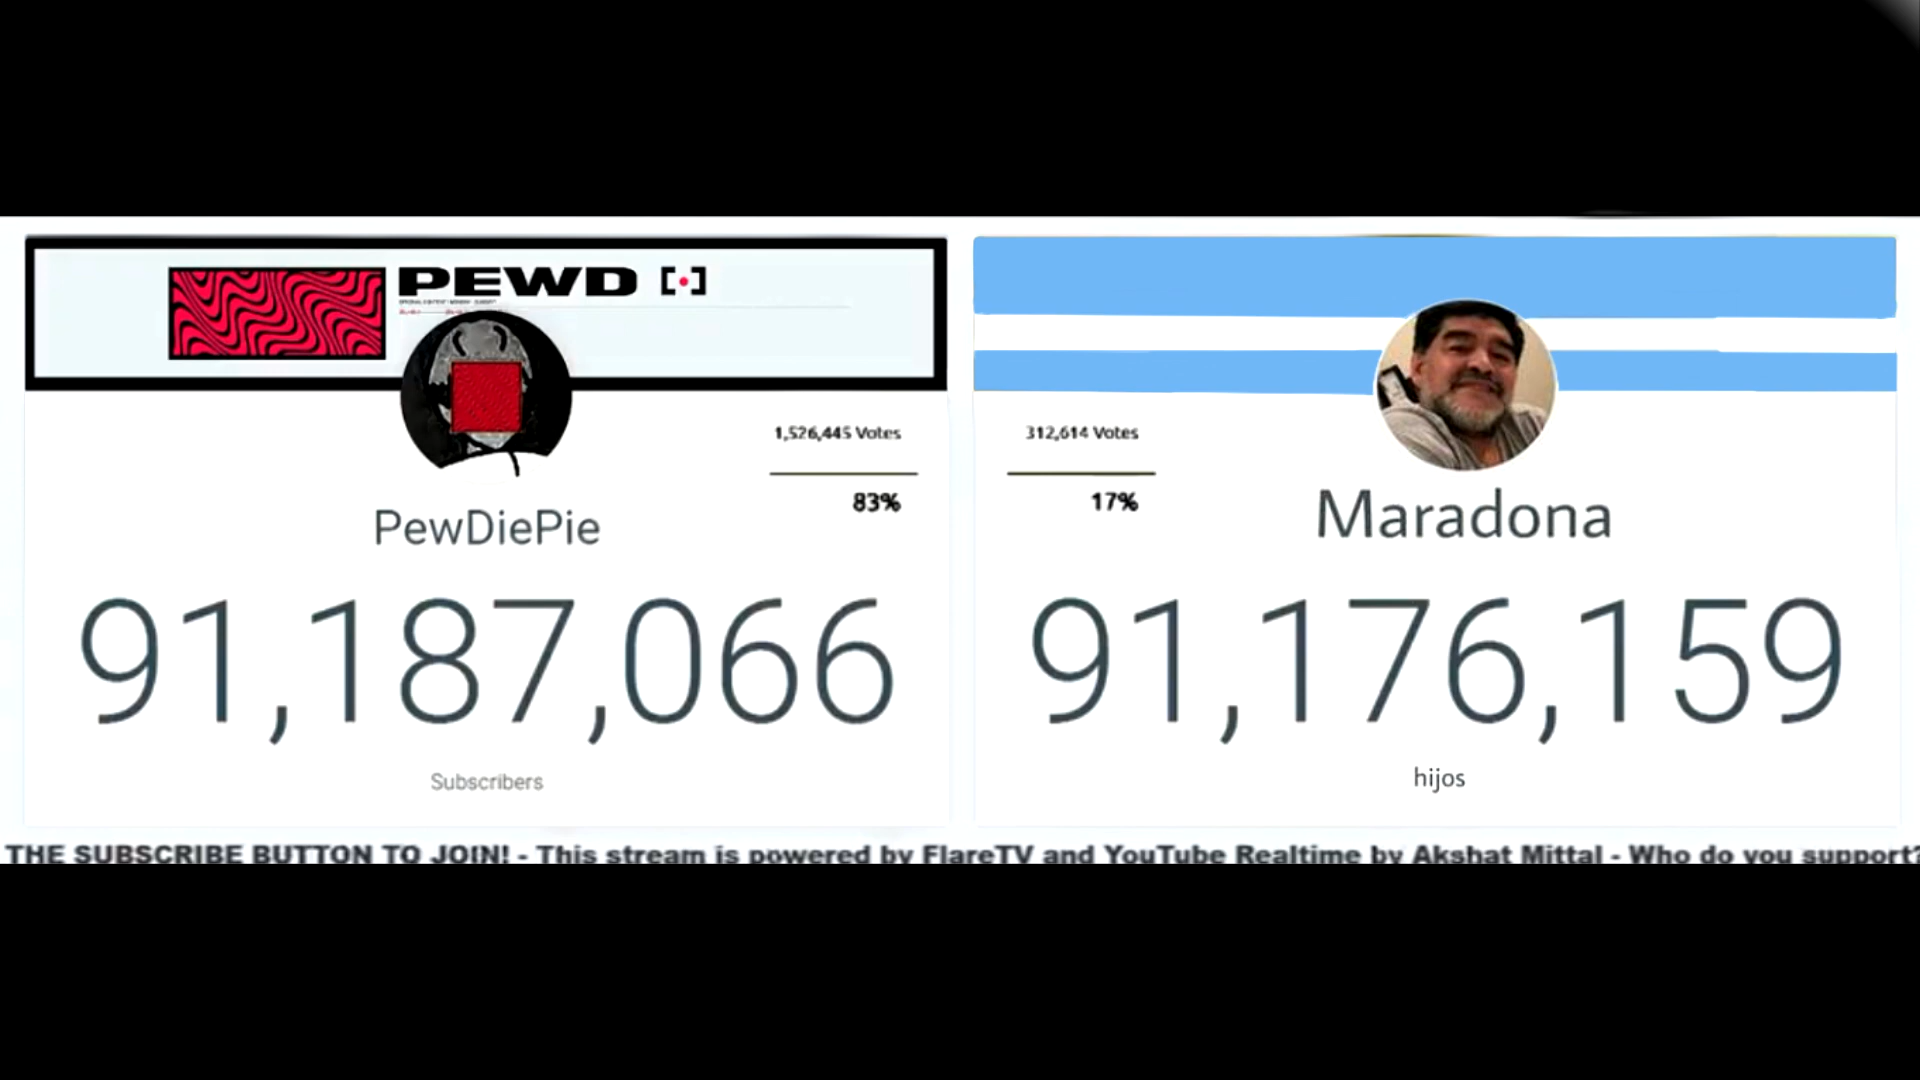 PEWD [•]
1,526,445 Votes
83%
PewDiePie
91,187,066
Subscribers
312,614 Votes
17%
Maradona
91,176,159
hijos
THE SUBSCRIBE BUTTON TO JOIN! - This stream is powered by FlareTV and YouTube Realtime by Akshat Mittal - Who do you support?